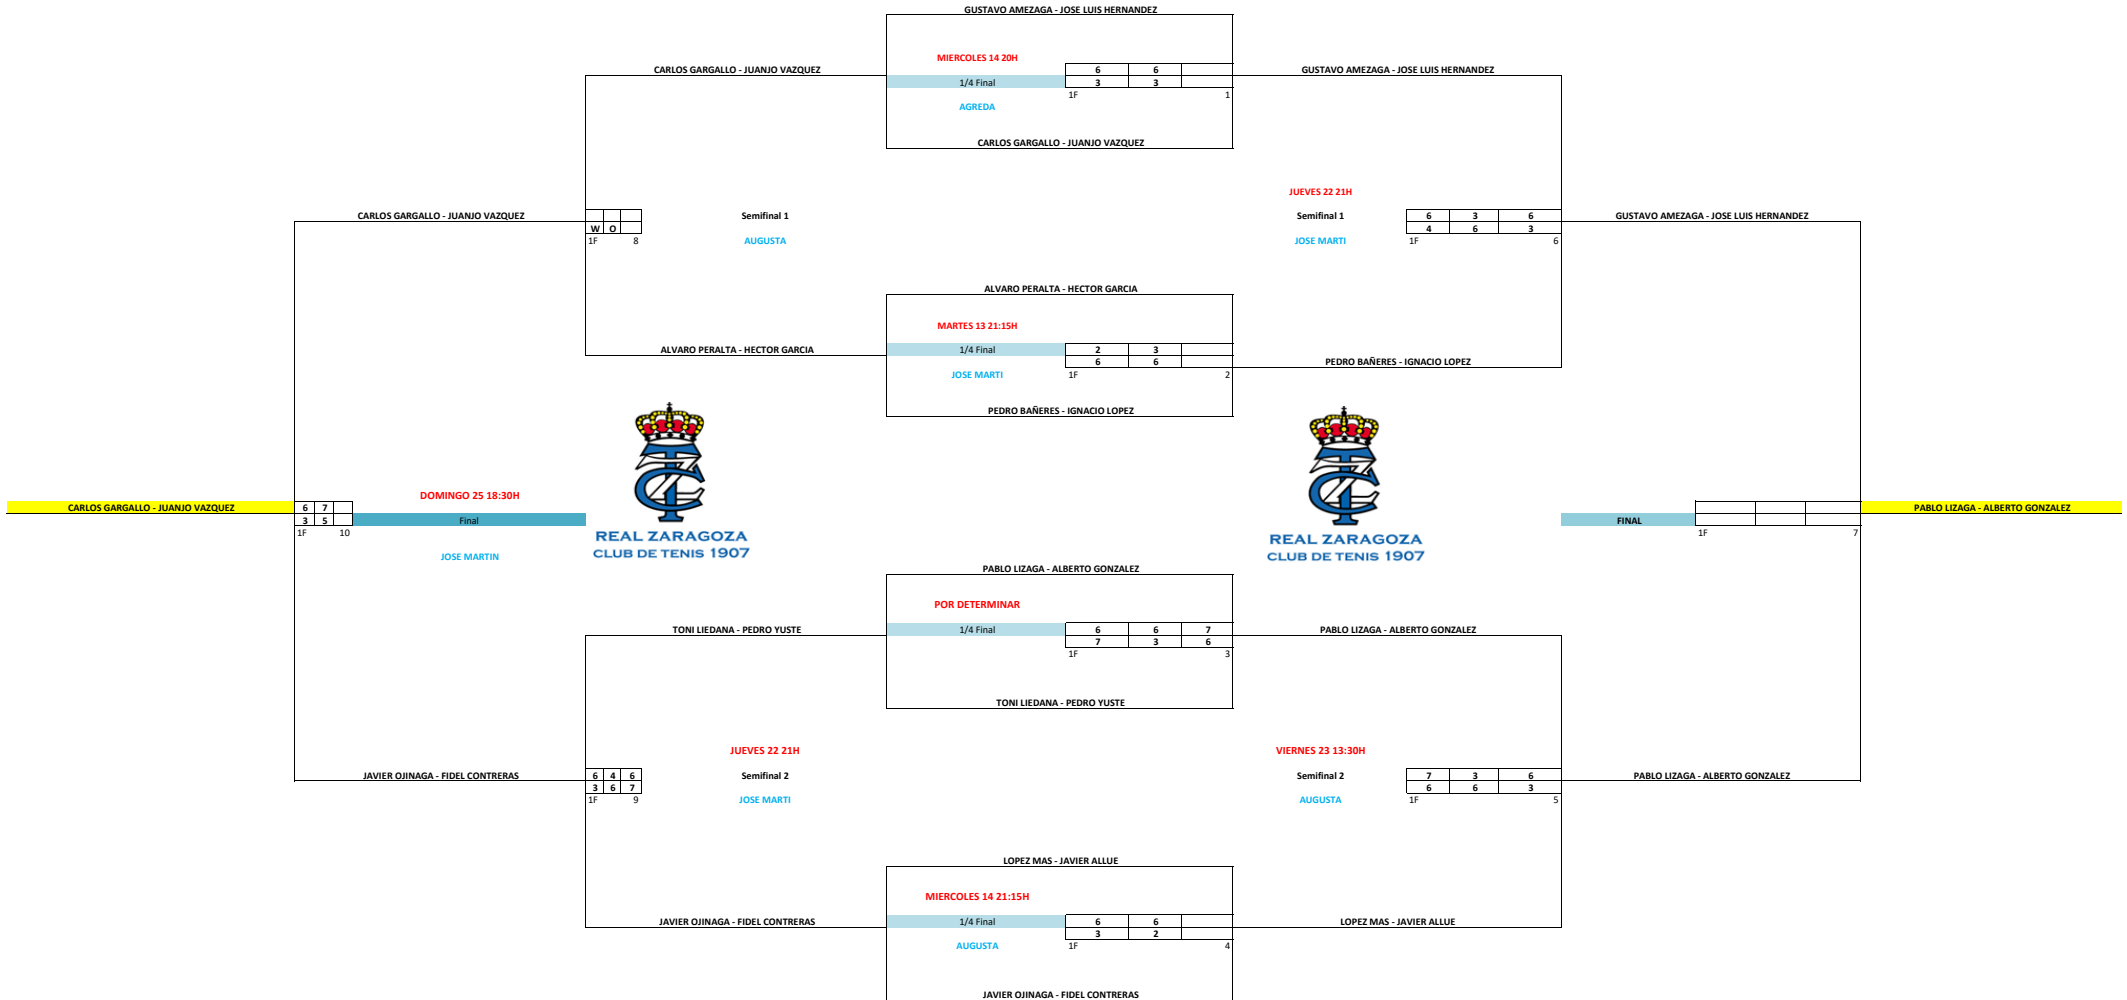 GUSTAVO AMEZAGA - JOSE LUIS HERNANDEZ
MIERCOLES 14 20H
CARLOS GARGALLO - JUANJO VAZQUEZ
6 6
GUSTAVO AMEZAGA - JOSE LUIS HERNANDEZ
1/4 Final
3 3
1F 1
AGREDA
CARLOS GARGALLO - JUANJO VAZQUEZ
JUEVES 22 21H
CARLOS GARGALLO - JUANJO VAZQUEZ
Semifinal 1
Semifinal 1
6 3 6
GUSTAVO AMEZAGA - JOSE LUIS HERNANDEZ
W O
4 6 3
1F 8
AUGUSTA
JOSE MARTI
1F 6
ALVARO PERALTA - HECTOR GARCIA
MARTES 13 21:15H
ALVARO PERALTA - HECTOR GARCIA
1/4 Final
2 3
6 6
PEDRO BAÑERES - IGNACIO LOPEZ
JOSE MARTI
1F 2
PEDRO BAÑERES - IGNACIO LOPEZ
DOMINGO 25 18:30H
CARLOS GARGALLO - JUANJO VAZQUEZ
6 7
PABLO LIZAGA - ALBERTO GONZALEZ
3 5
Final
FINAL
1F 10
1F 7
REAL ZARAGOZA
CLUB DE TENIS 1907
REAL ZARAGOZA
CLUB DE TENIS 1907
JOSE MARTIN
PABLO LIZAGA - ALBERTO GONZALEZ
POR DETERMINAR
TONI LIEDANA - PEDRO YUSTE
1/4 Final
6 6 7
PABLO LIZAGA - ALBERTO GONZALEZ
7 3 6
1F 3
TONI LIEDANA - PEDRO YUSTE
JUEVES 22 21H
VIERNES 23 13:30H
JAVIER OJINAGA - FIDEL CONTRERAS
6 4 6
Semifinal 2
Semifinal 2
7 3 6
PABLO LIZAGA - ALBERTO GONZALEZ
3 6 7
6 6 3
1F 9
JOSE MARTI
AUGUSTA
1F 5
LOPEZ MAS - JAVIER ALLUE
MIERCOLES 14 21:15H
JAVIER OJINAGA - FIDEL CONTRERAS
1/4 Final
6 6
LOPEZ MAS - JAVIER ALLUE
3 2
AUGUSTA
1F 4
JAVIER OJINAGA - FIDEL CONTRERAS